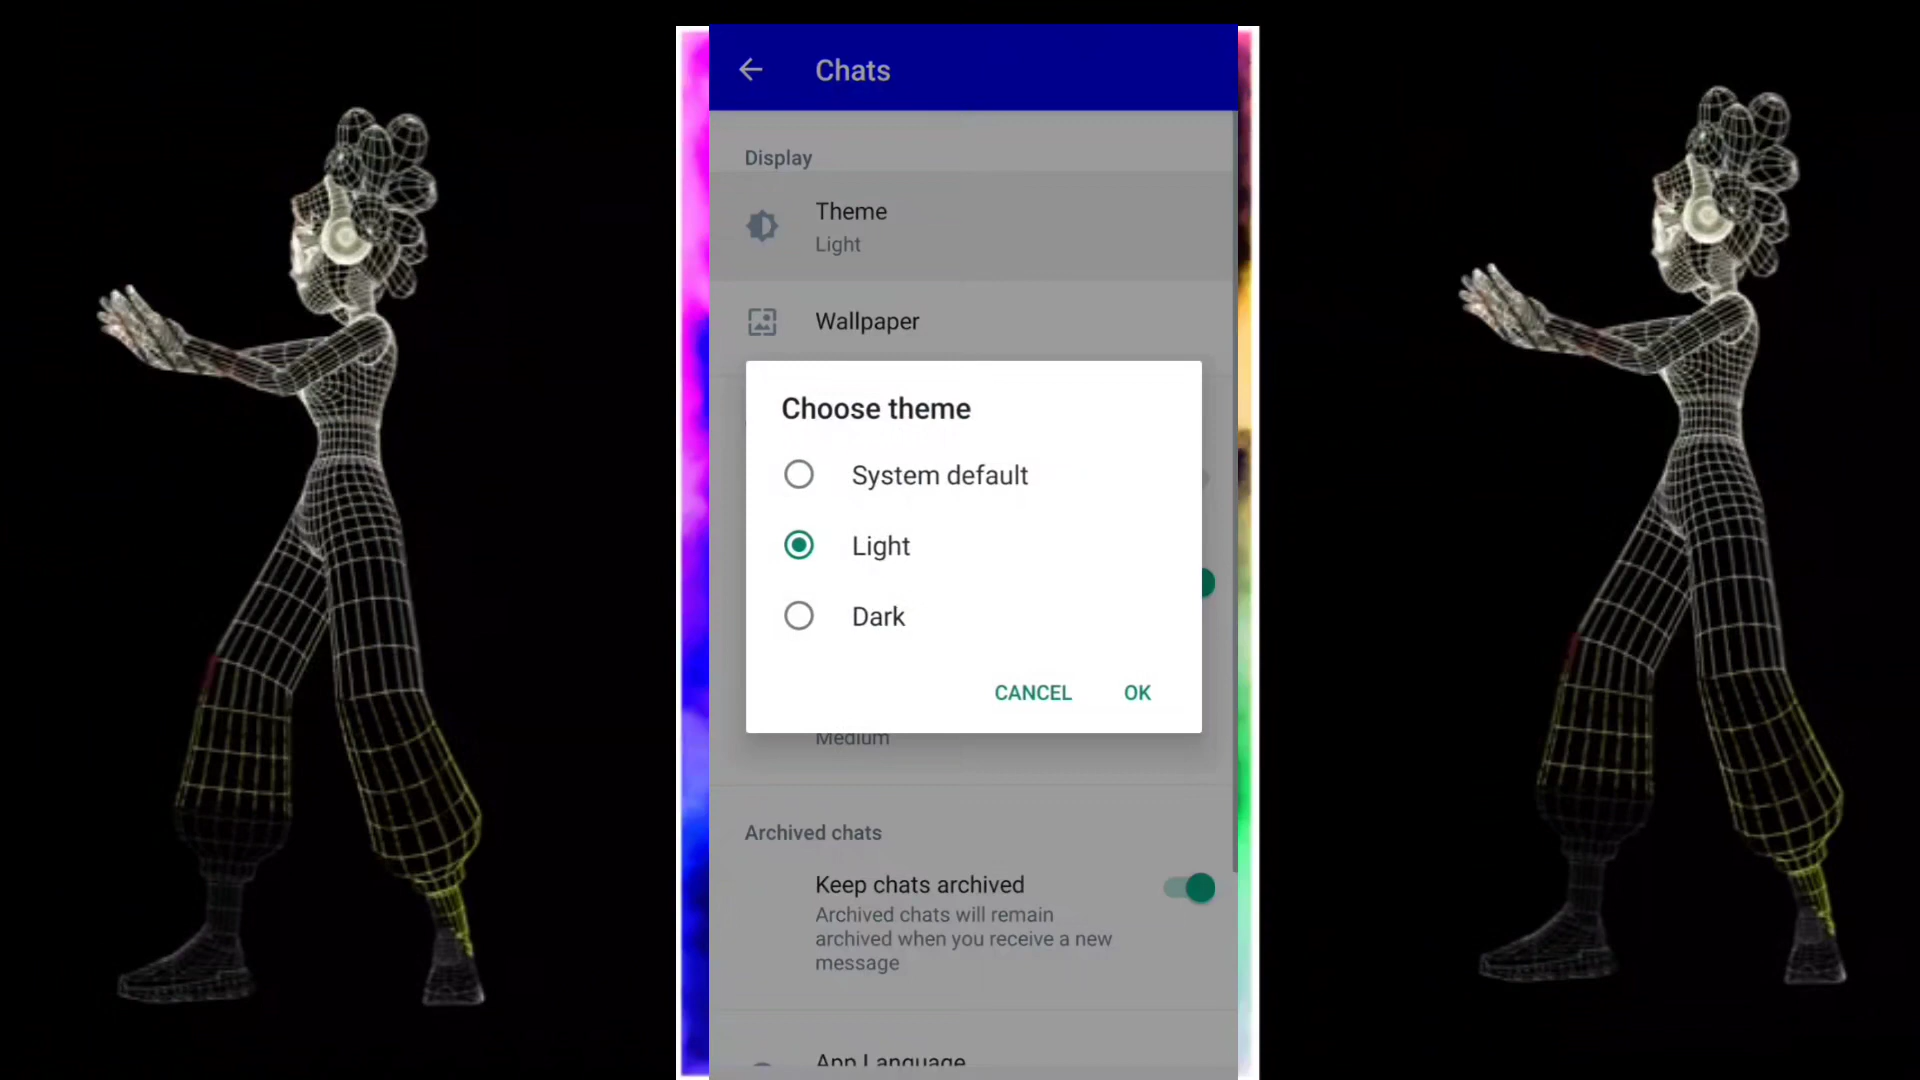 Chats
Display
Theme
Light
Wallpaper
Choose theme
System default
Light
Dark
CANCEL
OK
Medium
Archived chats
Keep chats archived
Archived chats will remain
archived when you receive a new
message
App Language